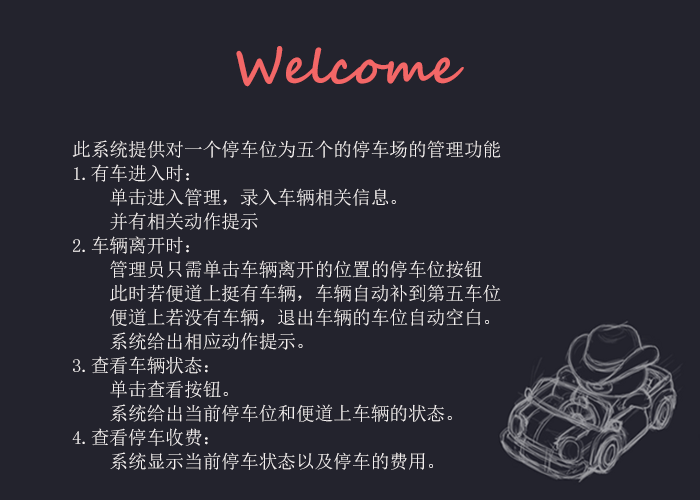 Welcome
此系统提供对一个停车位为五个的停车场的管理功能
1.有车进入时：
单击进入管理，录入车辆相关信息。
并有相关动作提示
2.车辆离开时：
管理员只需单击车辆离开的位置的停车位按钮
此时若便道上挺有车辆，车辆自动补到第五车位
便道上若没有车辆，退出车辆的车位自动空白。
系统给出相应动作提示。
3.查看车辆状态：
单击查看按钮。
系统给出当前停车位和便道上车辆的状态。
4.查看停车收费：
系统显示当前停车状态以及停车的费用。